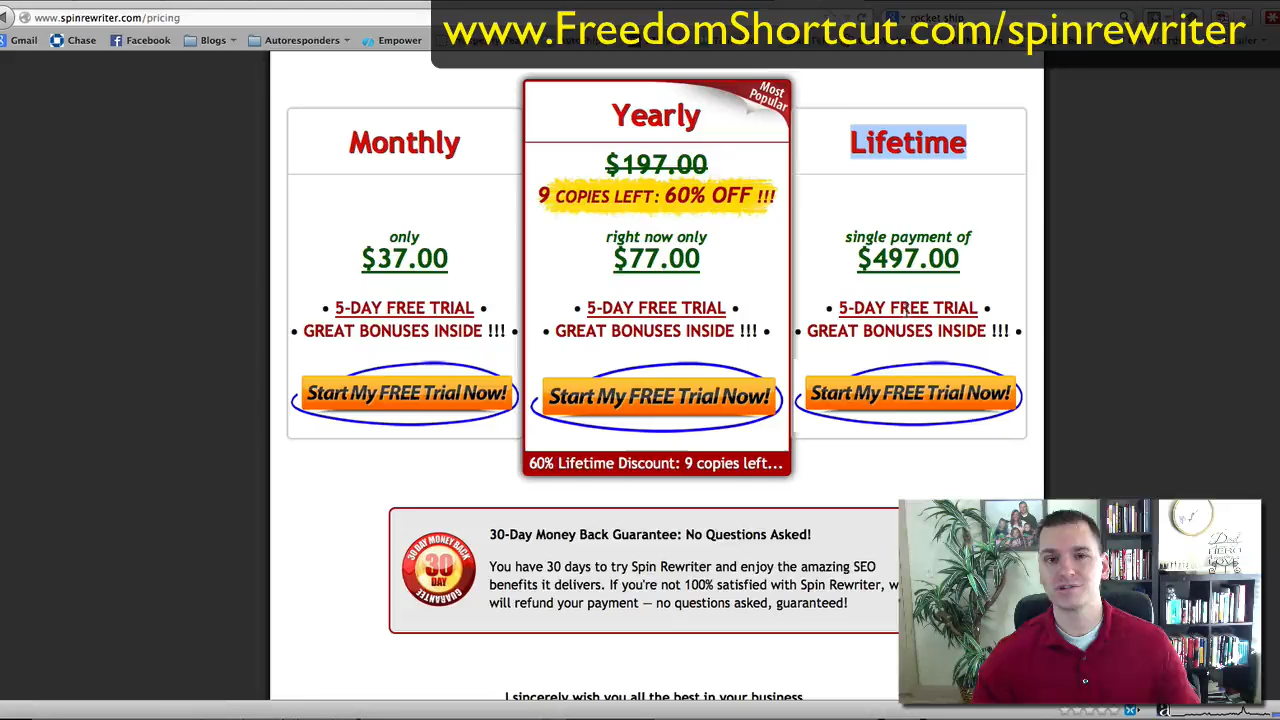 www.spinrewriter.com/pricing
rocket ship
www.FreedomShortcut.com/spinrewriter
Gmail
Chase
Facebook
Blogs
Autoresponders
Empower
Monthly
only
$37.00
• 5-DAY FREE TRIAL •
• GREAT BONUSES INSIDE !!! •
Start My FREE Trial Now!
Most
Popular
Yearly
$197.00
9 COPIES LEFT: 60% OFF !!!
right now only
$77.00
• 5-DAY FREE TRIAL •
• GREAT BONUSES INSIDE !!! •
Start My FREE Trial Now!
60% Lifetime Discount: 9 copies left...
Lifetime
single payment of
$497.00
• 5-DAY FREE TRIAL •
• GREAT BONUSES INSIDE !!! •
Start My FREE Trial Now!
30 DAY MONEY BACK
30
DAY
GUARANTEE
30-Day Money Back Guarantee: No Questions Asked!
You have 30 days to try Spin Rewriter and enjoy the amazing SEO
benefits it delivers. If you're not 100% satisfied with Spin Rewriter, w
will refund your payment — no questions asked, guaranteed!
I sincerely wish you all the best in your business